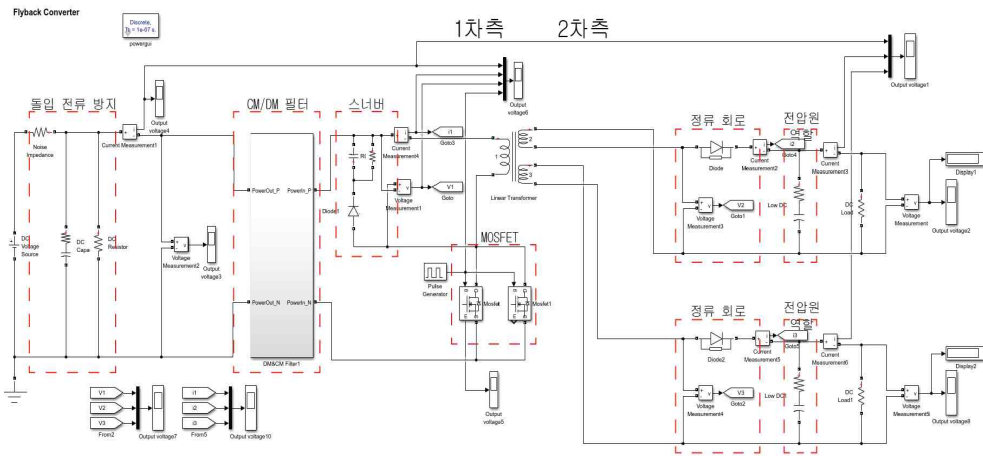 Flyback Converter
Discrete,
Ts = 1e-07 s.
powergui
1차측
2차측
돌입 전류 방지
CM/DM 필터
스너버
Output
voltage4
Output
voltage6
Output voltage1
Noise
Impedance
Current Measurement1
PowerOut_P
PowerIn_P
PowerOut_N
PowerIn_N
DM&CM Filter1
Rt
Diode1
Current
Measurement4
i1
Goto3
Voltage
Measurement1
V1
Goto
1
2
3
Linear Transformer
정류 회로
전압원
역할
Diode
Current
Measurement2
i2
Goto4
Current
Measurement3
Voltage
Measurement3
V2
Goto1
Low DC
DC
Load
Voltage
Measurement
Display1
Output voltage2
DC
Voltage
Source
DC
Capa
DC
Resistor
Voltage
Measurement2
Output
voltage3
MOSFET
Pulse
Generator
Mosfet
Mosfet1
Output
voltage5
정류 회로
전압원
역할
Diode2
Current
Measurement5
i3
Goto5
Current
Measurement6
Voltage
Measurement4
V3
Goto2
Low DC1
DC
Load1
Voltage
Measurement5
Display2
Output voltage8
V1
V2
V3
From2
Output voltage7
i1
i2
i3
From5
Output voltage10